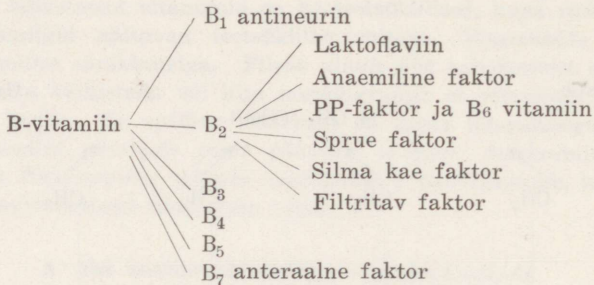 B₁ antineurin
Laktoflaviin
Anaemiline faktor
PP-faktor ja B₆ vitamiin
B-vitamiin B₂ Sprue faktor
Silma kae faktor
Filtritav faktor
B₃
B₄
B₅
B₇ anteraalne faktor